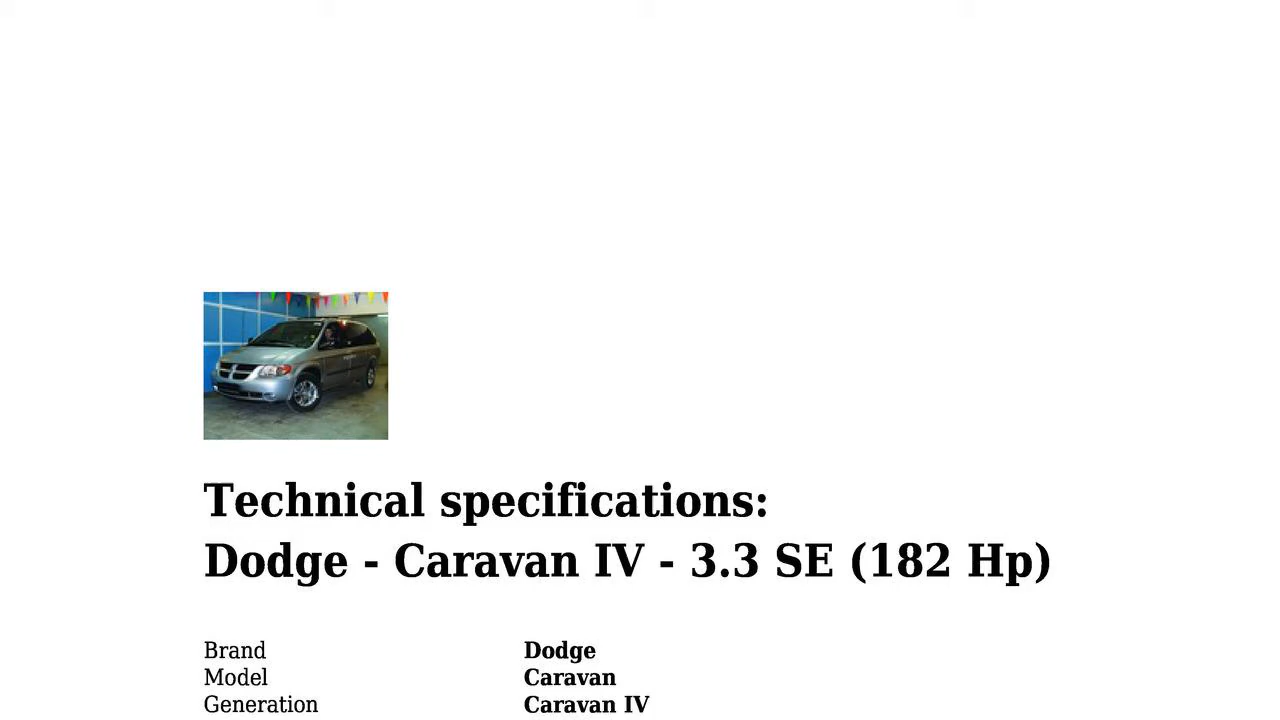 Technical specifications:
Dodge - Caravan IV - 3.3 SE (182 Hp)
Brand Dodge
Model Caravan
Generation Caravan IV